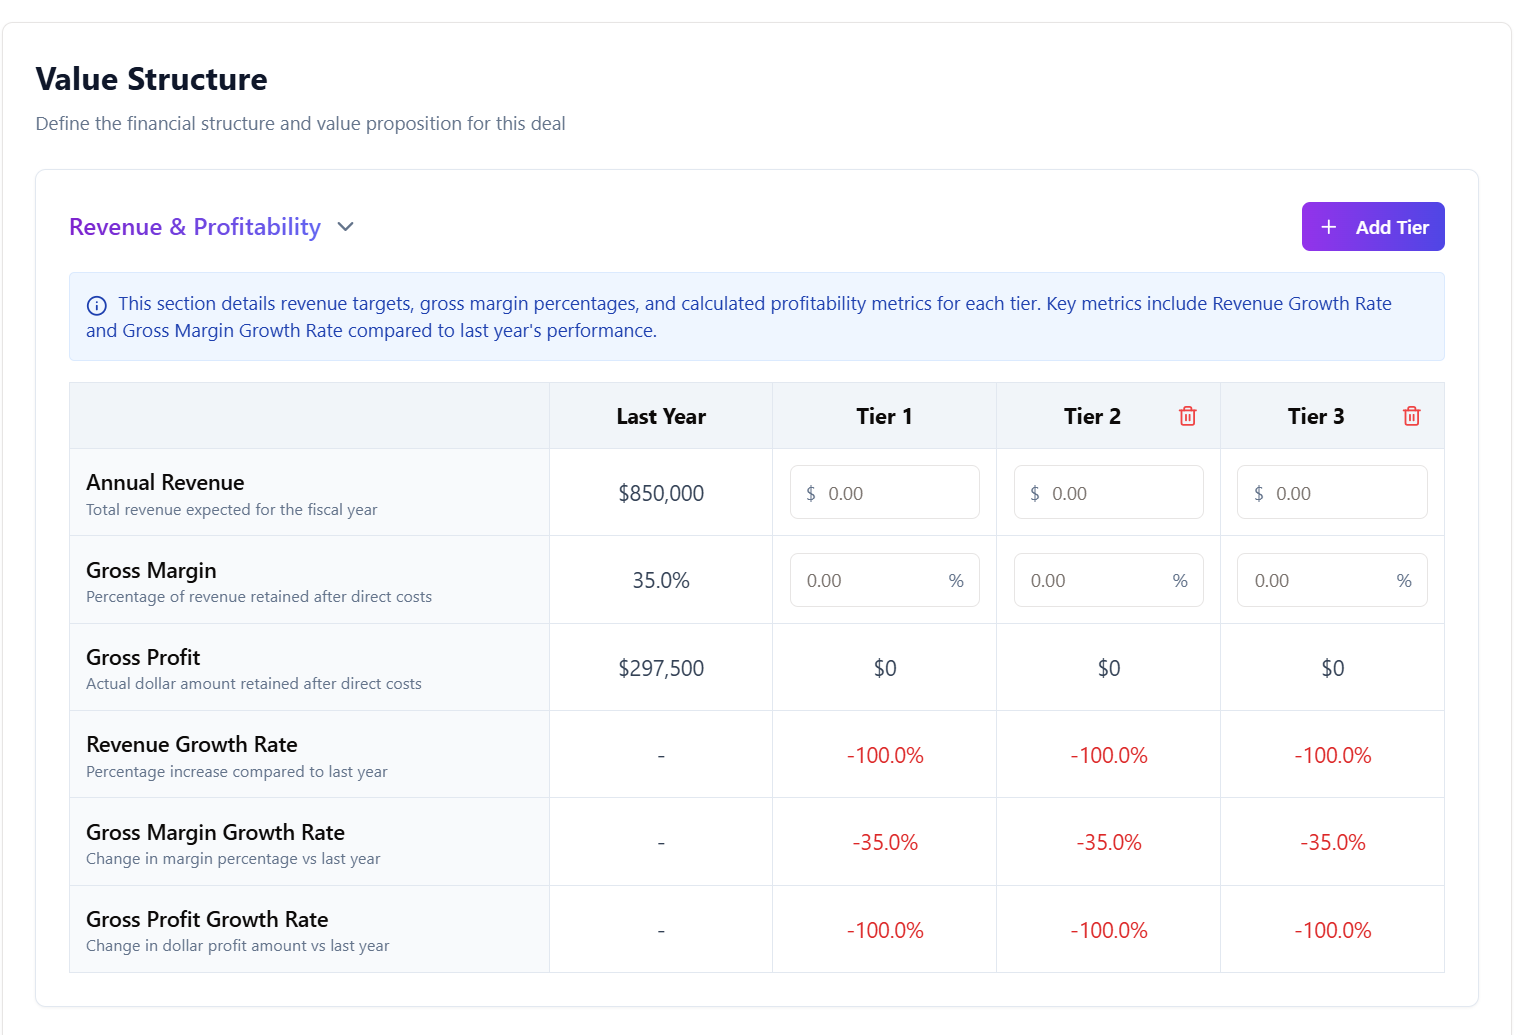 Value Structure
Define the financial structure and value proposition for this deal
Revenue & Profitability
+ Add Tier
This section details revenue targets, gross margin percentages, and calculated profitability metrics for each tier. Key metrics include Revenue Growth Rate
and Gross Margin Growth Rate compared to last year's performance.
Last Year Tier 1 Tier 2 Tier 3
Annual Revenue
Total revenue expected for the fiscal year
$850,000 $ 0.00 $ 0.00 $ 0.00
Gross Margin
Percentage of revenue retained after direct costs
35.0% 0.00 % 0.00 % 0.00 %
Gross Profit
Actual dollar amount retained after direct costs
$297,500 $0 $0 $0
Revenue Growth Rate
Percentage increase compared to last year
- -100.0% -100.0% -100.0%
Gross Margin Growth Rate
Change in margin percentage vs last year
- -35.0% -35.0% -35.0%
Gross Profit Growth Rate
Change in dollar profit amount vs last year
- -100.0% -100.0% -100.0%